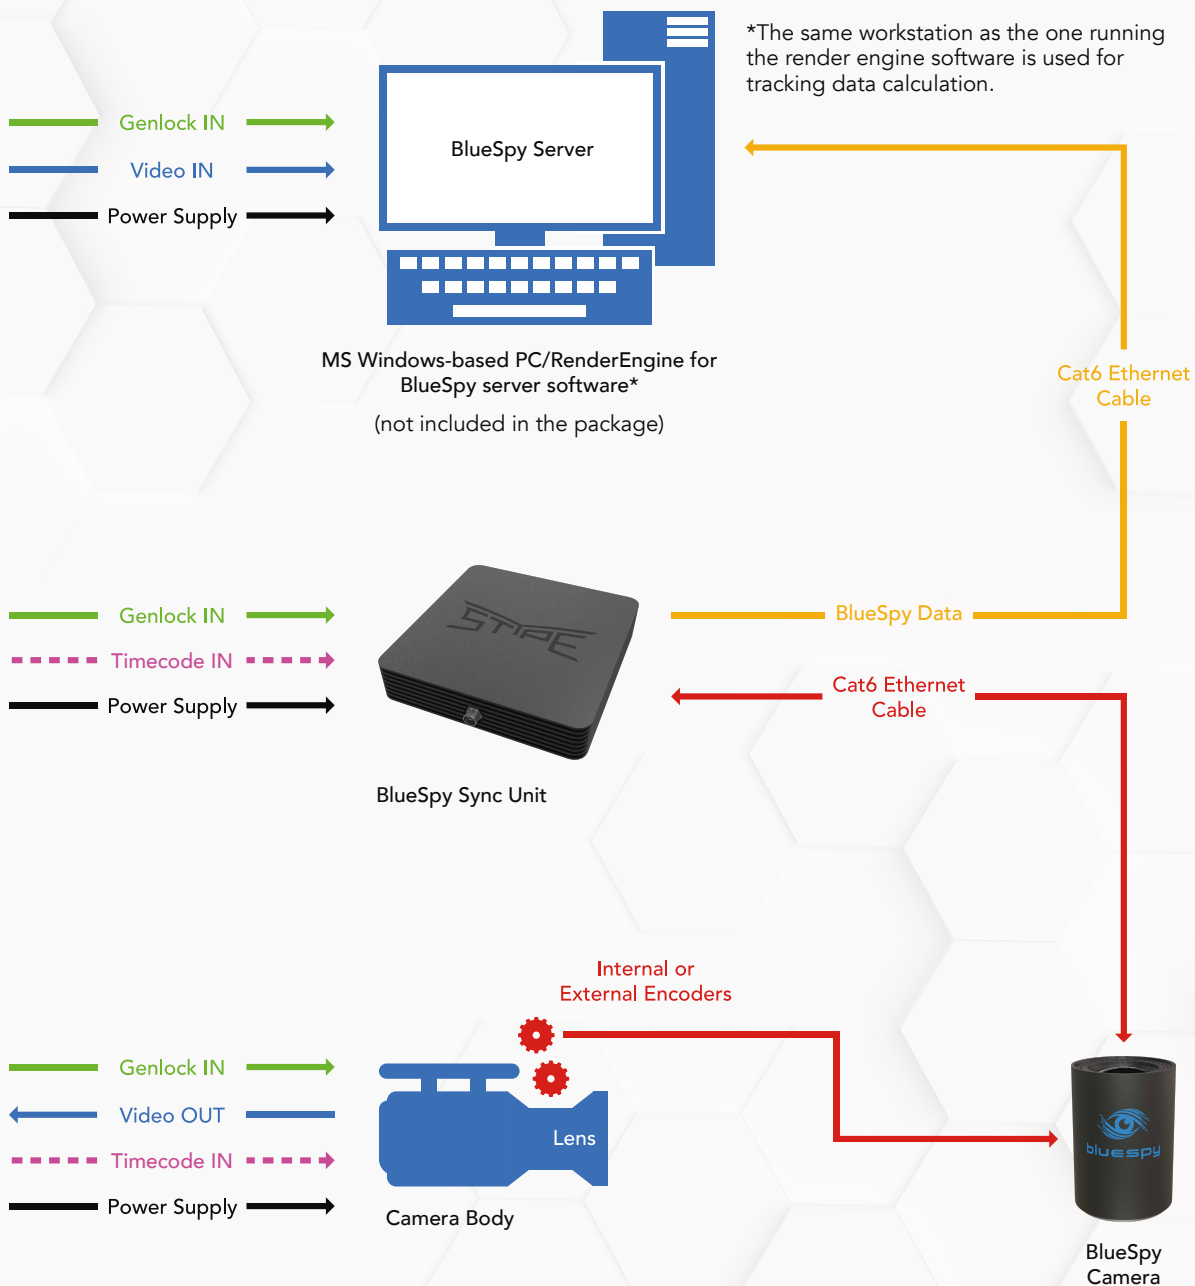 *The same workstation as the one running
the render engine software is used for
tracking data calculation.
Genlock IN
Video IN
Power Supply
BlueSpy Server
MS Windows-based PC/RenderEngine for
BlueSpy server software*
(not included in the package)
Cat6 Ethernet
Cable
Genlock IN
Timecode IN
Power Supply
STYPE
BlueSpy Data
Cat6 Ethernet
Cable
BlueSpy Sync Unit
Internal or
External Encoders
Genlock IN
Video OUT
Timecode IN
Power Supply
Lens
Camera Body
bluespy
BlueSpy
Camera